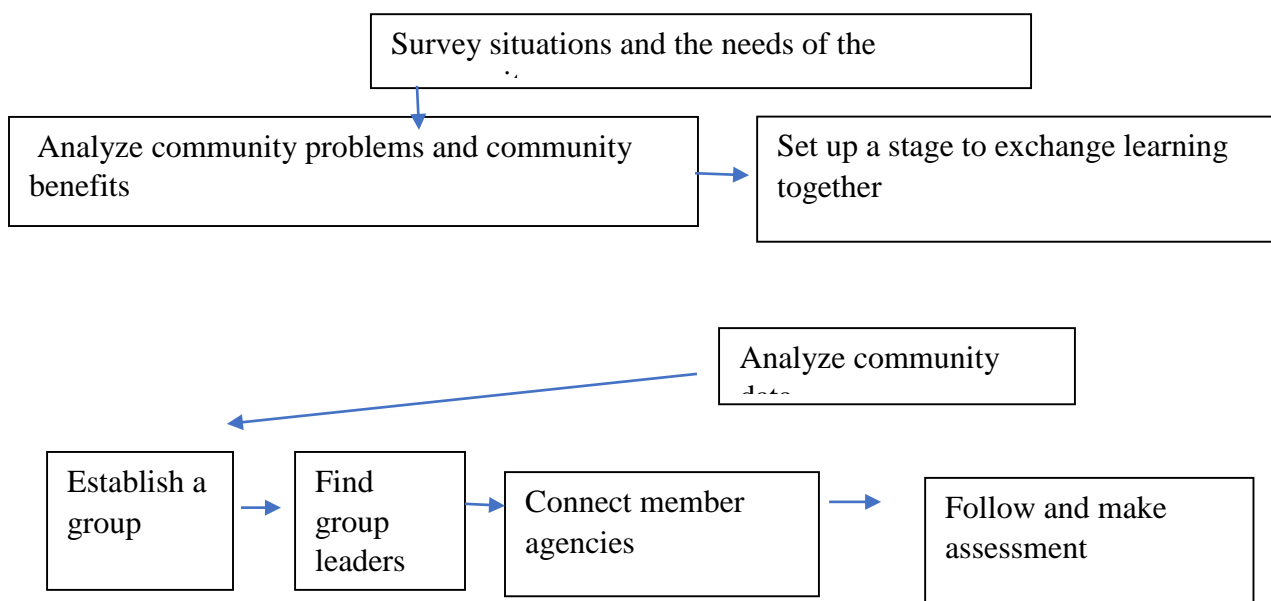 Survey situations and the needs of the
Analyze community problems and community
benefits
Set up a stage to exchange learning
together
Analyze community
Establish a
group
Find
group
leaders
Connect member
agencies
Follow and make
assessment